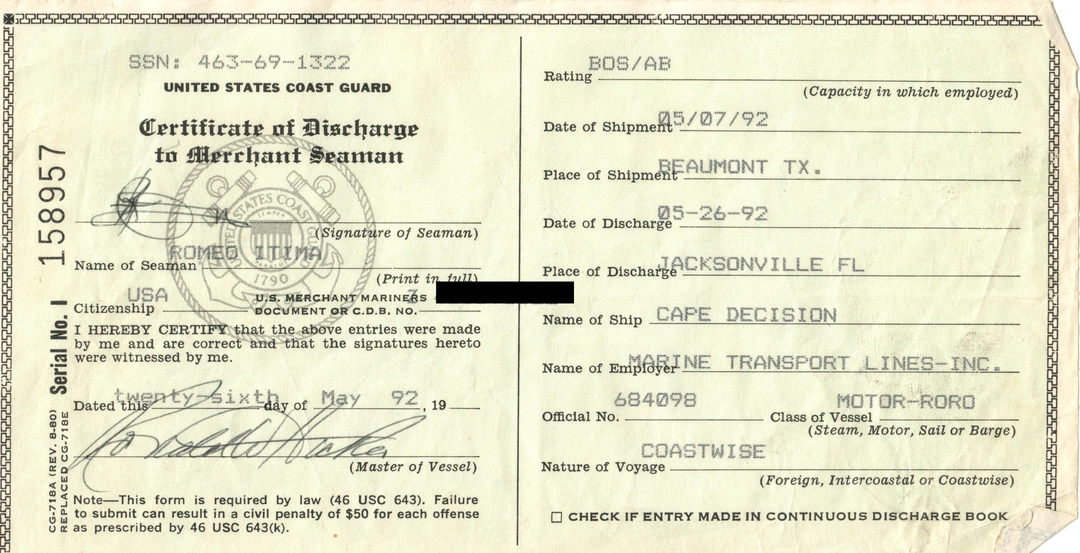 SSN: 463-69-1322
UNITED STATES COAST GUARD
Certificate of Discharge
to Merchant Seaman
(Signature of Seaman)
Name of Seaman ROMEO ITIMA
(Print in full)
Citizenship USA
U.S. MERCHANT MARINERS
DOCUMENT OR C.D.B. NO.
I HEREBY CERTIFY that the above entries were made
by me and are correct and that the signatures hereto
were witnessed by me.
Dated this twenty-sixth day of May 92, 19
(Master of Vessel)
Note—This form is required by law (46 USC 643). Failure
to submit can result in a civil penalty of $50 for each offense
as prescribed by 46 USC 643(k).
Serial No. 158957
CG-718A (REV. 8-80)
REPLACED CG-718E
UNITED STATES COAST GUARD
1790
Rating BOS/AB
(Capacity in which employed)
Date of Shipment 05/07/92
Place of Shipment BEAUMONT TX.
Date of Discharge 05-26-92
Place of Discharge JACKSONVILLE FL
Name of Ship CAPE DECISION
Name of Employer MARINE TRANSPORT LINES-INC.
Official No. 684098 Class of Vessel MOTOR-RORO
(Steam, Motor, Sail or Barge)
Nature of Voyage COASTWISE
(Foreign, Intercoastal or Coastwise)
CHECK IF ENTRY MADE IN CONTINUOUS DISCHARGE BOOK